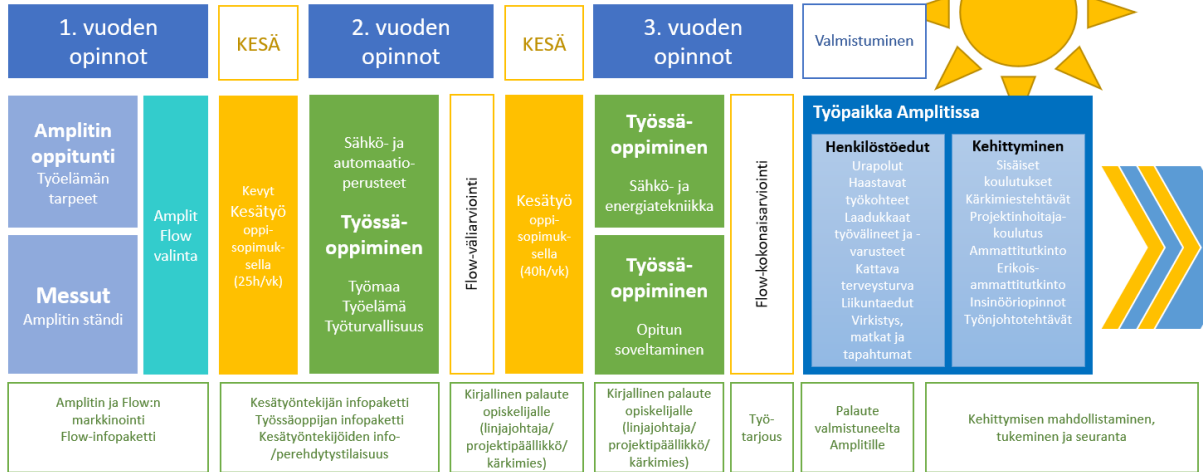 1. vuoden
opinnot
KESÄ
2. vuoden
opinnot
KESÄ
3. vuoden
opinnot
Valmistuminen
Amplitin
oppitunti
Työelämän
tarpeet
Messut
Amplitin ständi
Amplit
Flow
valinta
Kevyt
Kesätyö
oppi-
sopimuk-
sella
(25h/vk)
Sähkö- ja
automaatio-
perusteet
Työssä-
oppiminen
Työmaa
Työelämä
Työturvallisuus
Flow-väliarviointi
Kesätyö
oppi-
sopimuk-
sella
(40h/vk)
Työssä-
oppiminen
Sähkö- ja
energiatekniikka
Työssä-
oppiminen
Opitun
soveltaminen
Flow-kokonaisarviointi
Työpaikka Amplitissa
Henkilöstöedut
Urapolut
Haastavat
työkohteet
Laadukkaat
työvälineet ja -
varusteet
Kattava
terveysturva
Liikuntaedut
Virkistys,
matkat ja
tapahtumat
Kehittyminen
Sisäiset
koulutukset
Kärkimiestehtävät
Projektinhoitaja-
koulutus
Ammattitutkinto
Erikois-
ammattitutkinto
Insinööriopinnot
Työnjohtotehtävät
Amplitin ja Flow:n
markkinointi
Flow-infopaketti
Kesätyöntekijän infopaketti
Työssäoppijan infopaketti
Kesätyöntekijöiden info-
/perehdytystilaisuus
Kirjallinen palaute
opiskelijalle
(linjajohtaja/
projektipäällikkö/
kärkimies)
Kirjallinen palaute
opiskelijalle
(linjajohtaja/
projektipäällikkö/
kärkimies)
Työ-
tarjous
Palaute
valmistuneelta
Amplitille
Kehittymisen mahdollistaminen,
tukeminen ja seuranta